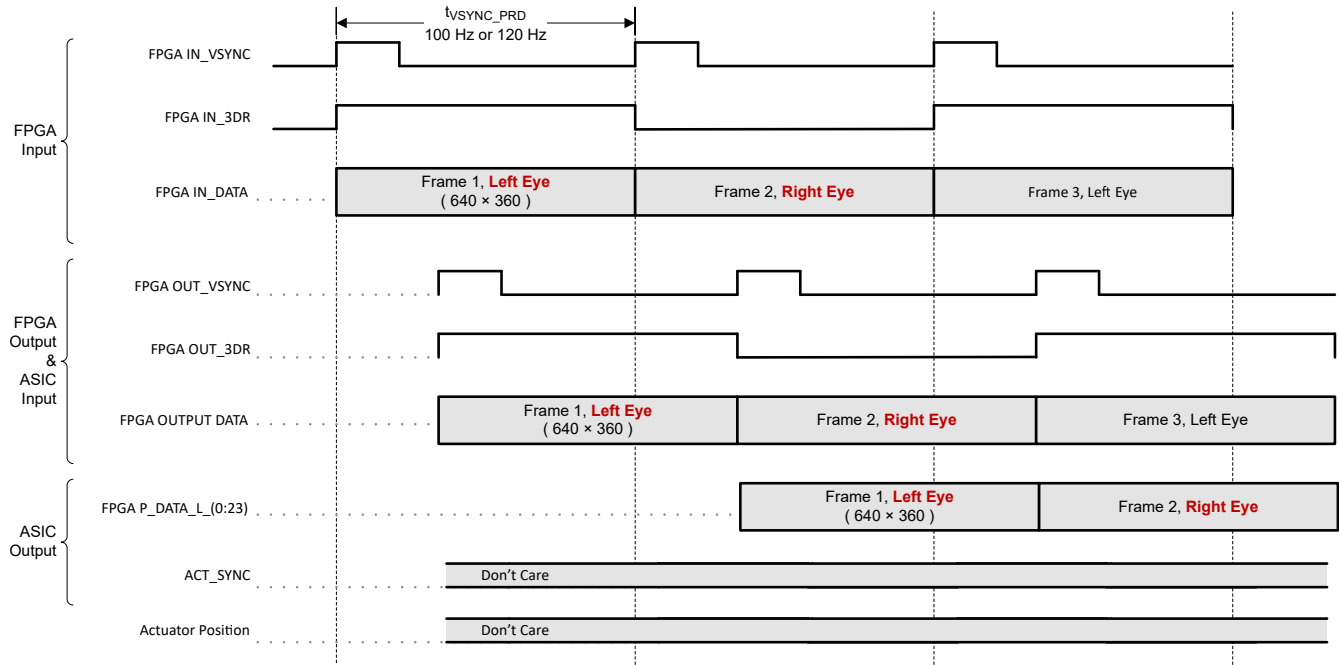 tVSYNC_PRD
100 Hz or 120 Hz
FPGA IN_VSYNC
FPGA IN_3DR
FPGA
Input
FPGA IN_DATA
Frame 1, Left Eye
( 640 × 360 )
Frame 2, Right Eye
Frame 3, Left Eye
FPGA OUT_VSYNC
FPGA
Output
&
ASIC
Input
FPGA OUT_3DR
FPGA OUTPUT DATA
Frame 1, Left Eye
( 640 × 360 )
Frame 2, Right Eye
Frame 3, Left Eye
ASIC
Output
FPGA P_DATA_L_(0:23)
Frame 1, Left Eye
( 640 × 360 )
Frame 2, Right Eye
ACT_SYNC
Don’t Care
Actuator Position
Don’t Care